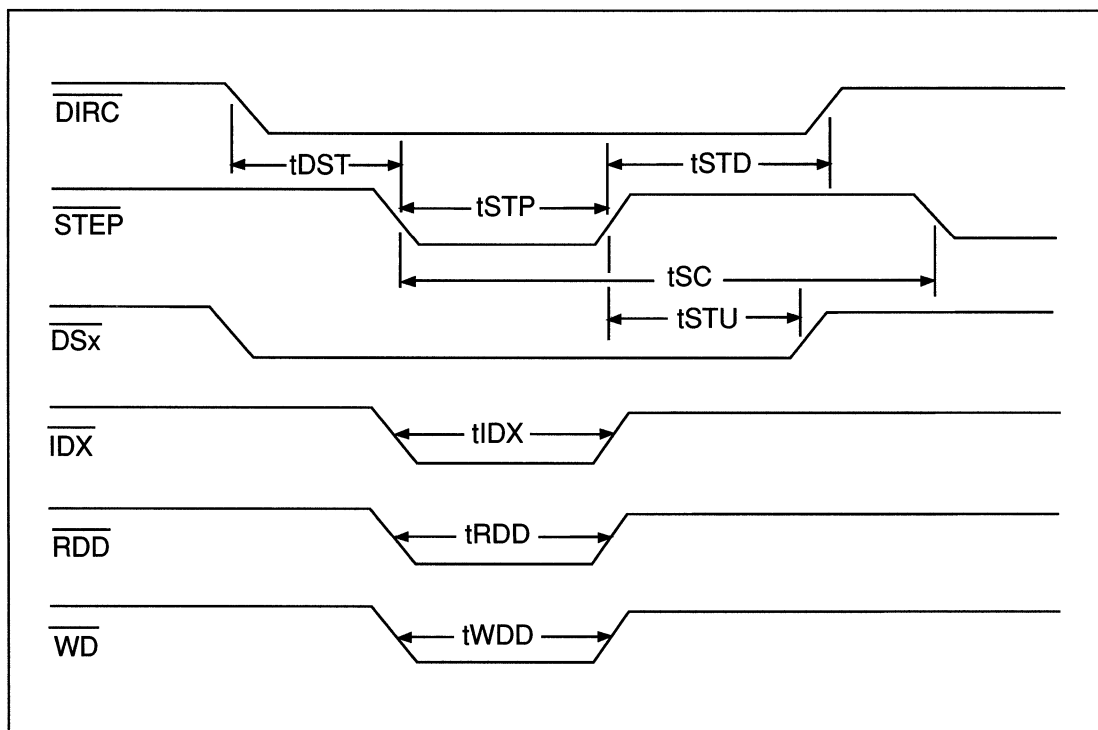 DIRC
tDST
tSTD
STEP
tSTP
tSC
DSx
tSTU
IDX
tIDX
RDD
tRDD
WD
tWDD